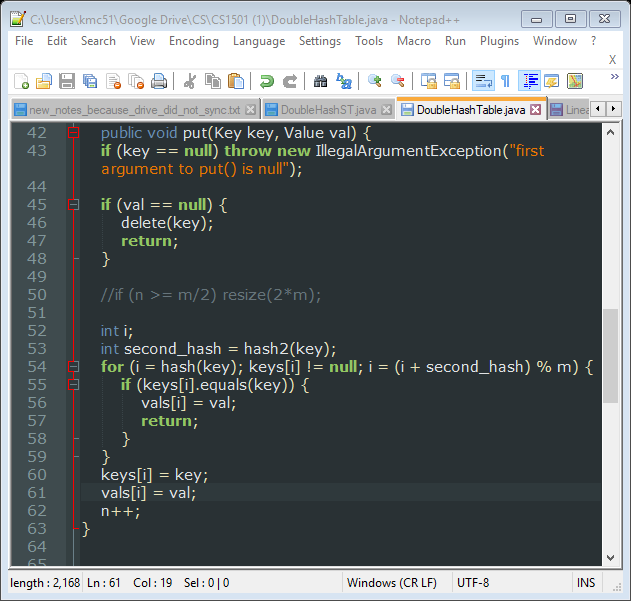 C:\Users\kmc51\Google Drive\CS\CS1501 (1)\DoubleHashTable.java - Notepad++
File Edit Search View Encoding Language Settings Tools Macro Run Plugins Window ?
X
new_notes_because_drive_did_not_sync.txt DoubleHashST.java DoubleHashTable.java Linea
42 public void put(Key key, Value val) {
43 if (key == null) throw new IllegalArgumentException("first
argument to put() is null");
44
45 if (val == null) {
46 delete(key);
47 return;
48 }
49
50 //if (n >= m/2) resize(2*m);
51
52 int i;
53 int second_hash = hash2(key);
54 for (i = hash(key); keys[i] != null; i = (i + second_hash) % m) {
55 if (keys[i].equals(key)) {
56 vals[i] = val;
57 return;
58 }
59 }
60 keys[i] = key;
61 vals[i] = val;
62 n++;
63 }
64
65
length : 2,168 Ln : 61 Col : 19 Sel : 0 | 0 Windows (CR LF) UTF-8 INS